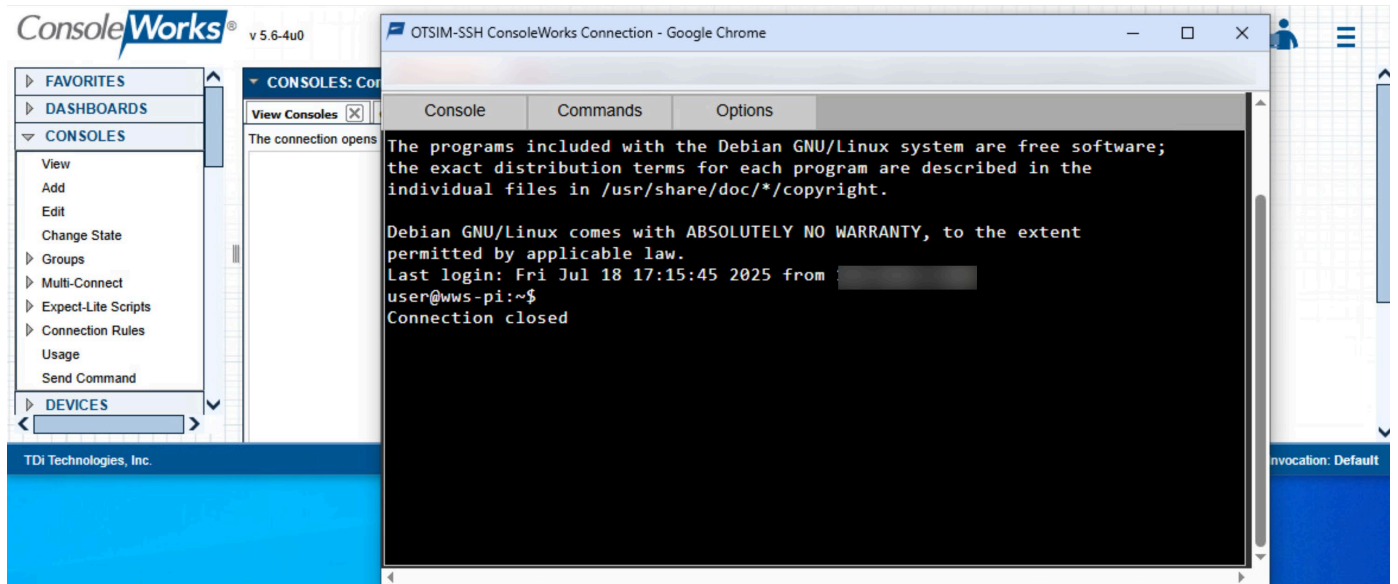 ConsoleWorks® v 5.6-4u0
FAVORITES
DASHBOARDS
CONSOLES
View
Add
Edit
Change State
Groups
Multi-Connect
Expect-Lite Scripts
Connection Rules
Usage
Send Command
DEVICES
CONSOLES: Con
View Consoles
The connection opens
OTSIM-SSH ConsoleWorks Connection - Google Chrome
Console Commands Options
The programs included with the Debian GNU/Linux system are free software;
the exact distribution terms for each program are described in the
individual files in /usr/share/doc/*/copyright.
Debian GNU/Linux comes with ABSOLUTELY NO WARRANTY, to the extent
permitted by applicable law.
Last login: Fri Jul 18 17:15:45 2025 from
user@wws-pi:~$
Connection closed
TDi Technologies, Inc.
nvocation: Default